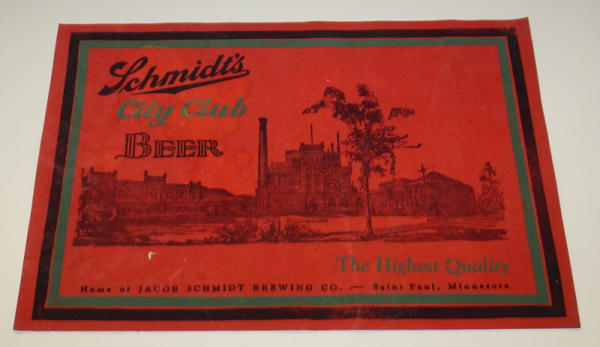 Schmidt's
City Club
BEER
The Highest Quality
Home of JACOB SCHMIDT BREWING CO. ~ Saint Paul, Minnesota